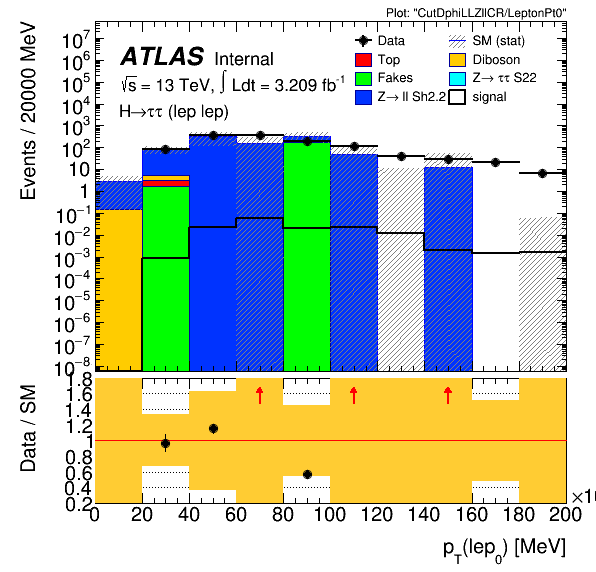 Plot: "CutDphiLLZllCR/LeptonPt0"
ATLAS Internal
√s = 13 TeV, ∫ Ldt = 3.209 fb⁻¹
H→ττ (lep lep)
Data
Top
Fakes
Z→ ll Sh2.2
SM (stat)
Diboson
Z→ ττ S22
signal
Events / 20000 MeV
10⁷
10⁶
10⁵
10⁴
10³
10²
10
1
10⁻¹
10⁻²
10⁻³
10⁻⁴
10⁻⁵
10⁻⁶
10⁻⁷
10⁻⁸
Data / SM
1.8
1.6
1.4
1.2
1
0.8
0.6
0.4
0.2
0 20 40 60 80 100 120 140 160 180 200
p_T(lep_0) [MeV]